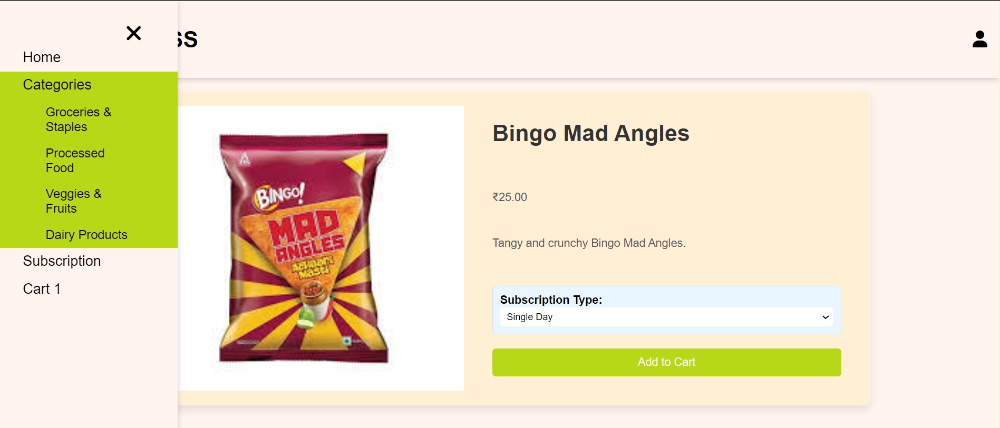 ss
Home
Categories
Groceries &
Staples
Processed
Food
Veggies &
Fruits
Dairy Products
Subscription
Cart 1
BINGO!
MAD
ANGLES
Achaari
Masti
Bingo Mad Angles
₹25.00
Tangy and crunchy Bingo Mad Angles.
Subscription Type:
Single Day
Add to Cart